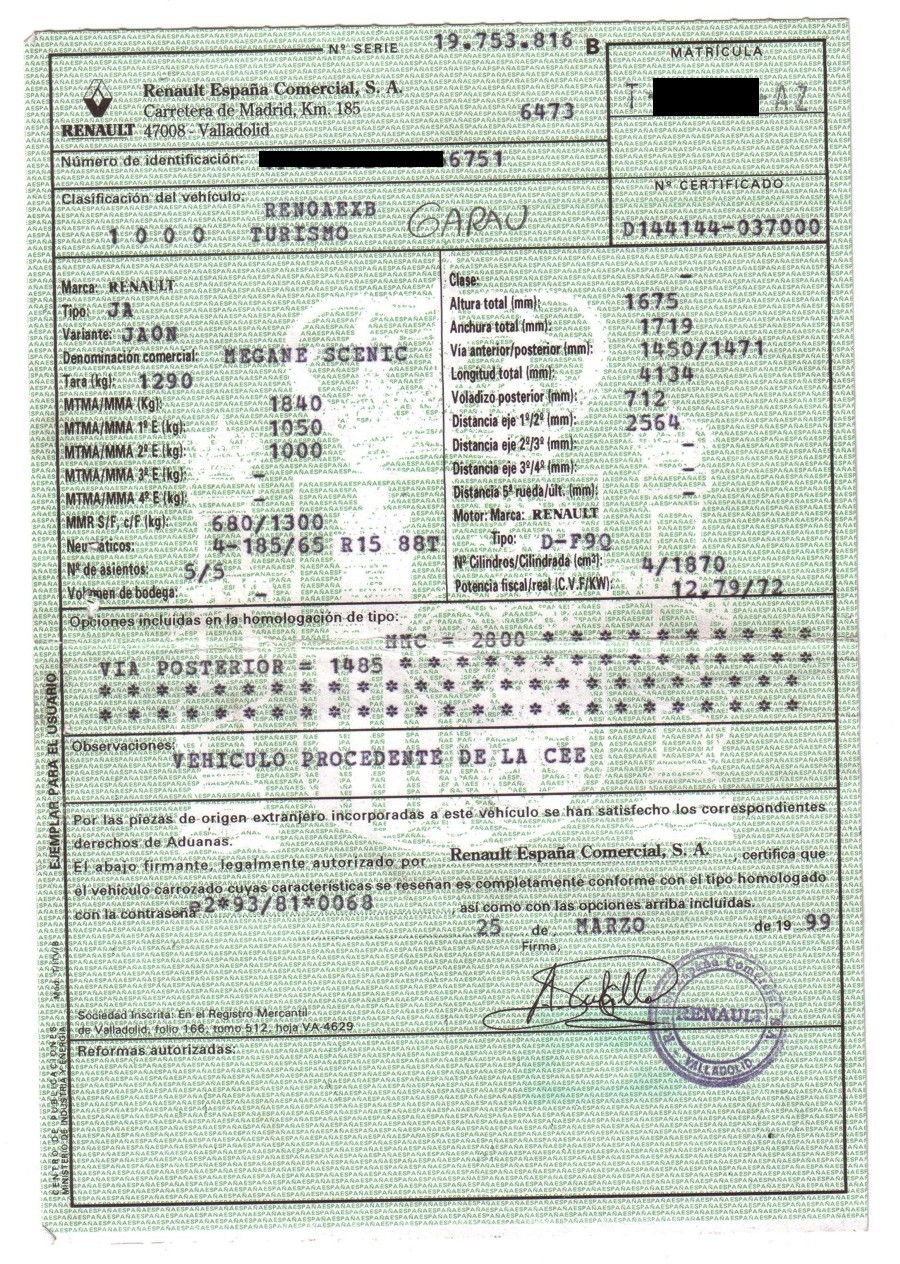 Nº SERIE 19.753.816 B
MATRÍCULA
T - AZ
RENAULT
Renault España Comercial, S. A.
Carretera de Madrid, Km. 185
47008 - Valladolid
6473
Número de identificación: 6751
Nº CERTIFICADO
D144144-037000
Clasificación del vehículo:
RENOAEXB
GARAU
1000 TURISMO
Marca: RENAULT
Tipo: JA
Variante: JAON
Denominación comercial: MEGANE SCENIC
Tara (kg): 1290
MTMA/MMA (Kg): 1840
MTMA/MMA 1º E (kg): 1050
MTMA/MMA 2º E (kg): 1000
MTMA/MMA 3º E (kg): -
MTMA/MMA 4º E (kg): -
MMR S/F, c/F (kg): 680/1300
Neumáticos: 4-185/65 R15 88T
Nº de asientos: 5/5
Volumen de bodega: -
Clase: -
Altura total (mm): 1675
Anchura total (mm): 1719
Vía anterior/posterior (mm): 1450/1471
Longitud total (mm): 4134
Voladizo posterior (mm): 712
Distancia eje 1º/2º (mm): 2564
Distancia eje 2º/3º (mm): -
Distancia eje 3º/4º (mm): -
Distancia 5ª rueda/últ. (mm): -
Motor: Marca: RENAULT
Tipo: D-F9Q
Nº Cilindros/Cilindrada (cm³): 4/1870
Potencia fiscal/real (C.V.F/KW): 12,79/72
Opciones incluidas en la homologación de tipo:
MMC = 2800 * * * * * * * * * * *
VIA POSTERIOR = 1485 * * * * * * * * * * * * * * * *
* * * * * * * * * * * * * * * * * * * * * * * * * * *
* * * * * * * * * * * * * * * * * * * * * * * * * * *
Observaciones:
VEHICULO PROCEDENTE DE LA CEE
Por las piezas de origen extranjero incorporadas a este vehículo se han satisfecho los correspondientes
derechos de Aduanas.
El abajo firmante, legalmente autorizado por Renault España Comercial, S. A. , certifica que
el vehículo carrozado cuyas características se reseñan es completamente conforme con el tipo homologado
con la contraseña e2*93/81*0068 , así como con las opciones arriba incluidas.
25 de MARZO de 19 99
Firma,
RENAULT
VALLADOLID
Sociedad Inscrita: En el Registro Mercantil
de Valladolid, folio 166, tomo 512, hoja VA 4629
Reformas autorizadas:
EJEMPLAR PARA EL USUARIO
CENTRO DE PUBLICACIONES
MINISTERIO DE INDUSTRIA Y ENERGIA